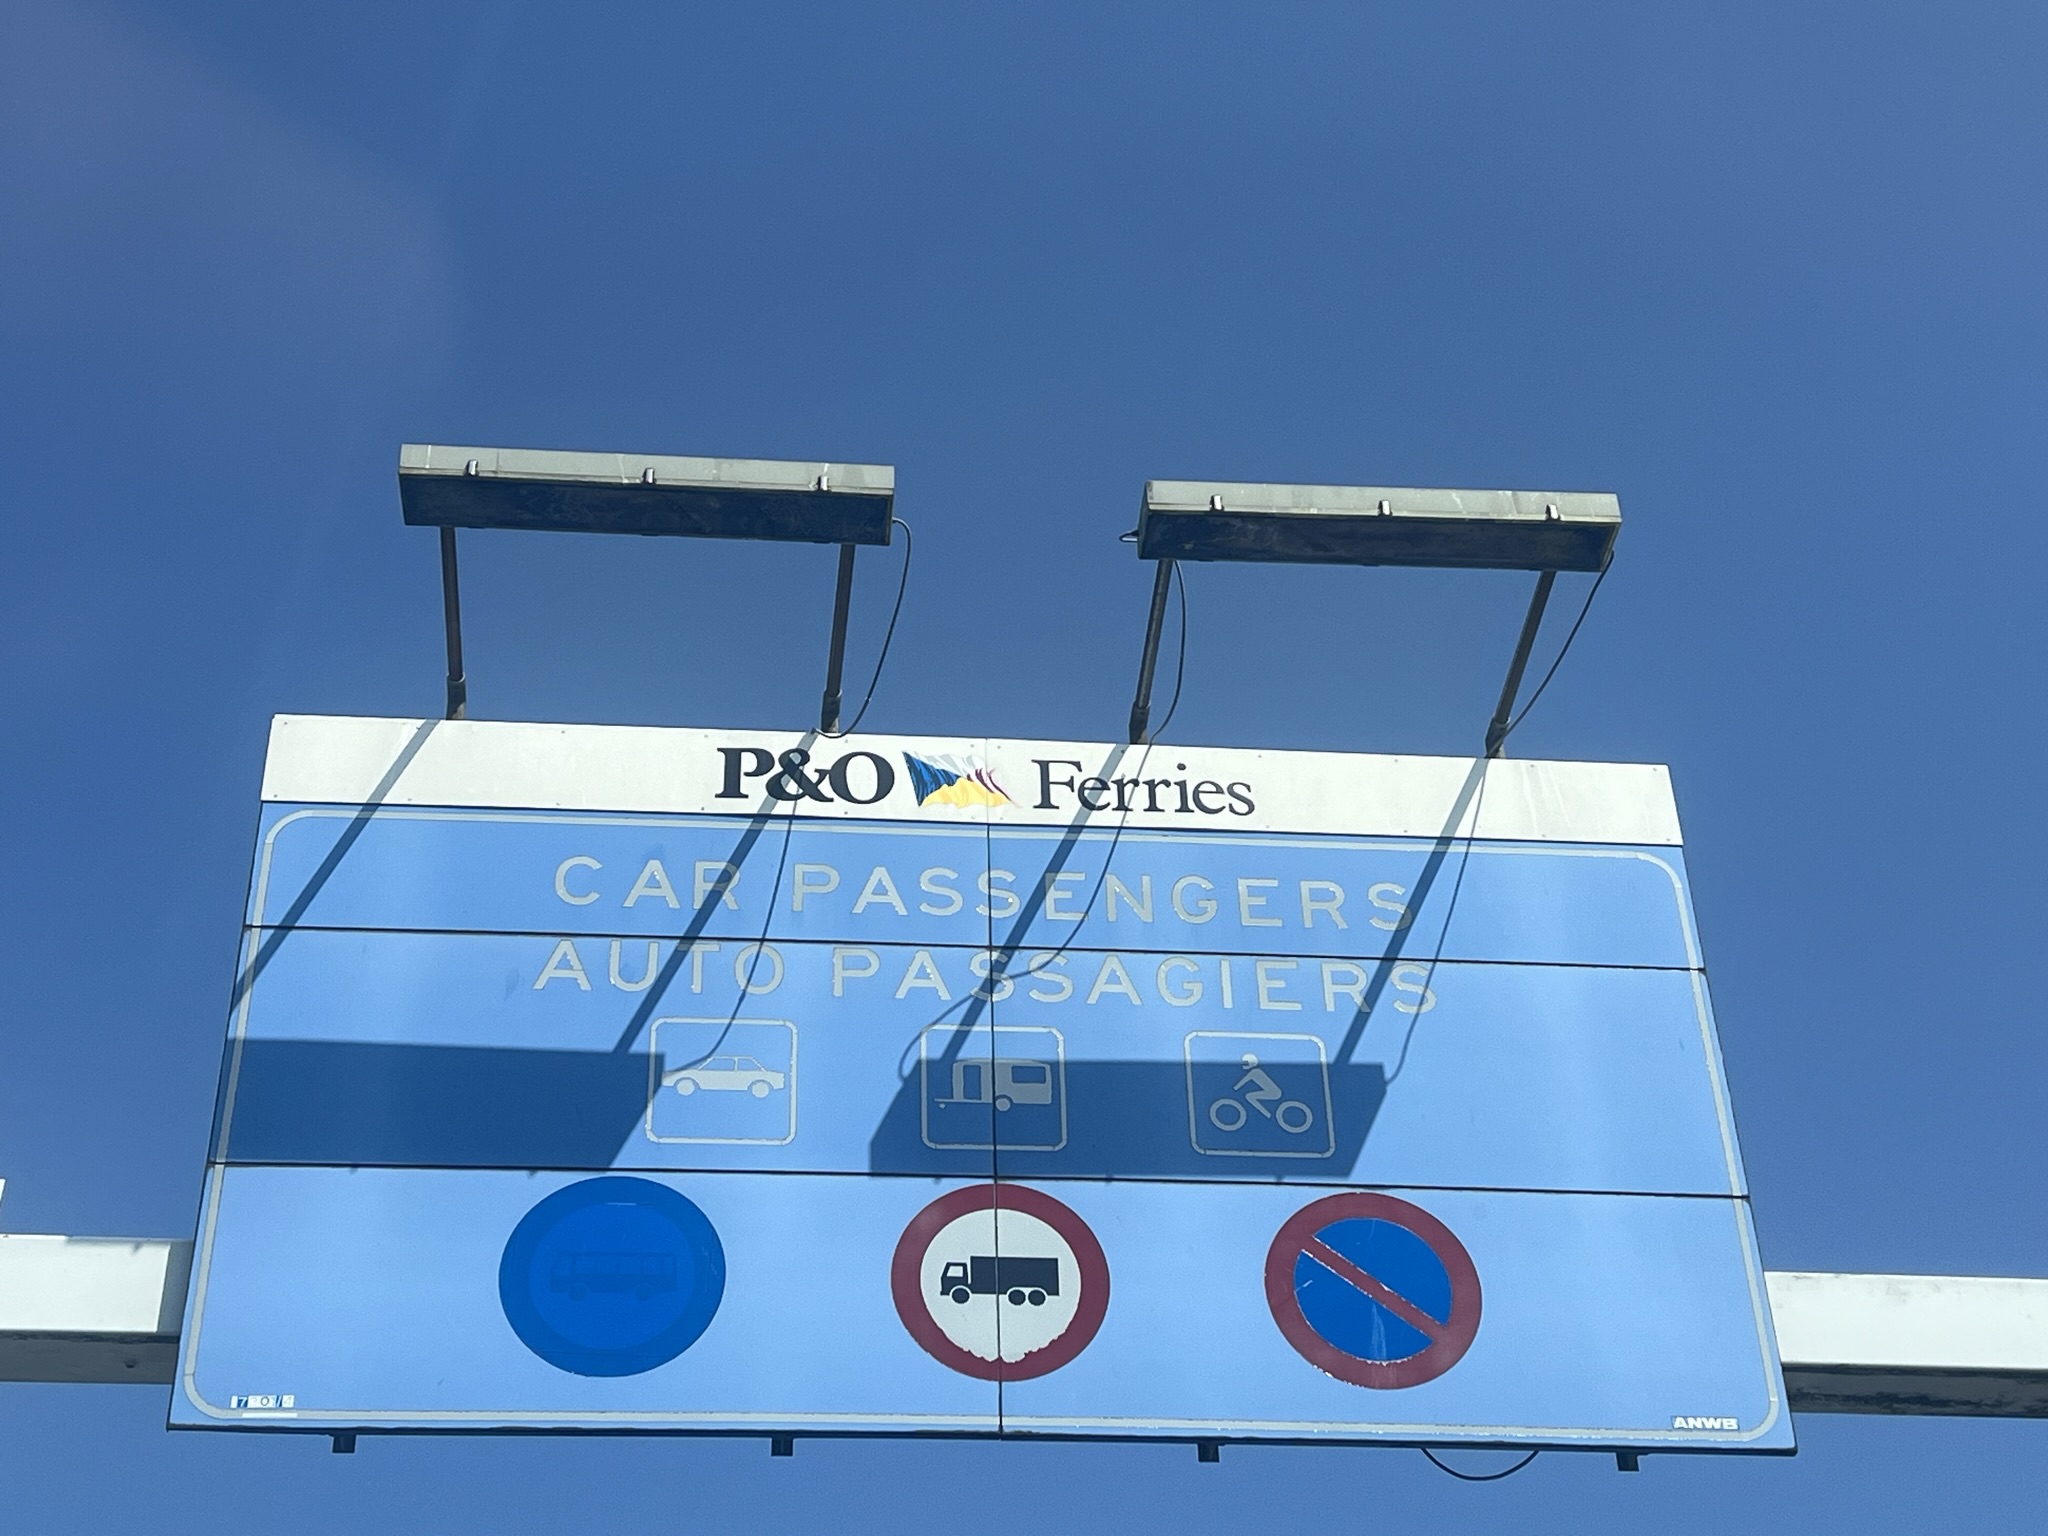 P&O Ferries
CAR PASSENGERS
AUTO PASSAGIERS
ANWB